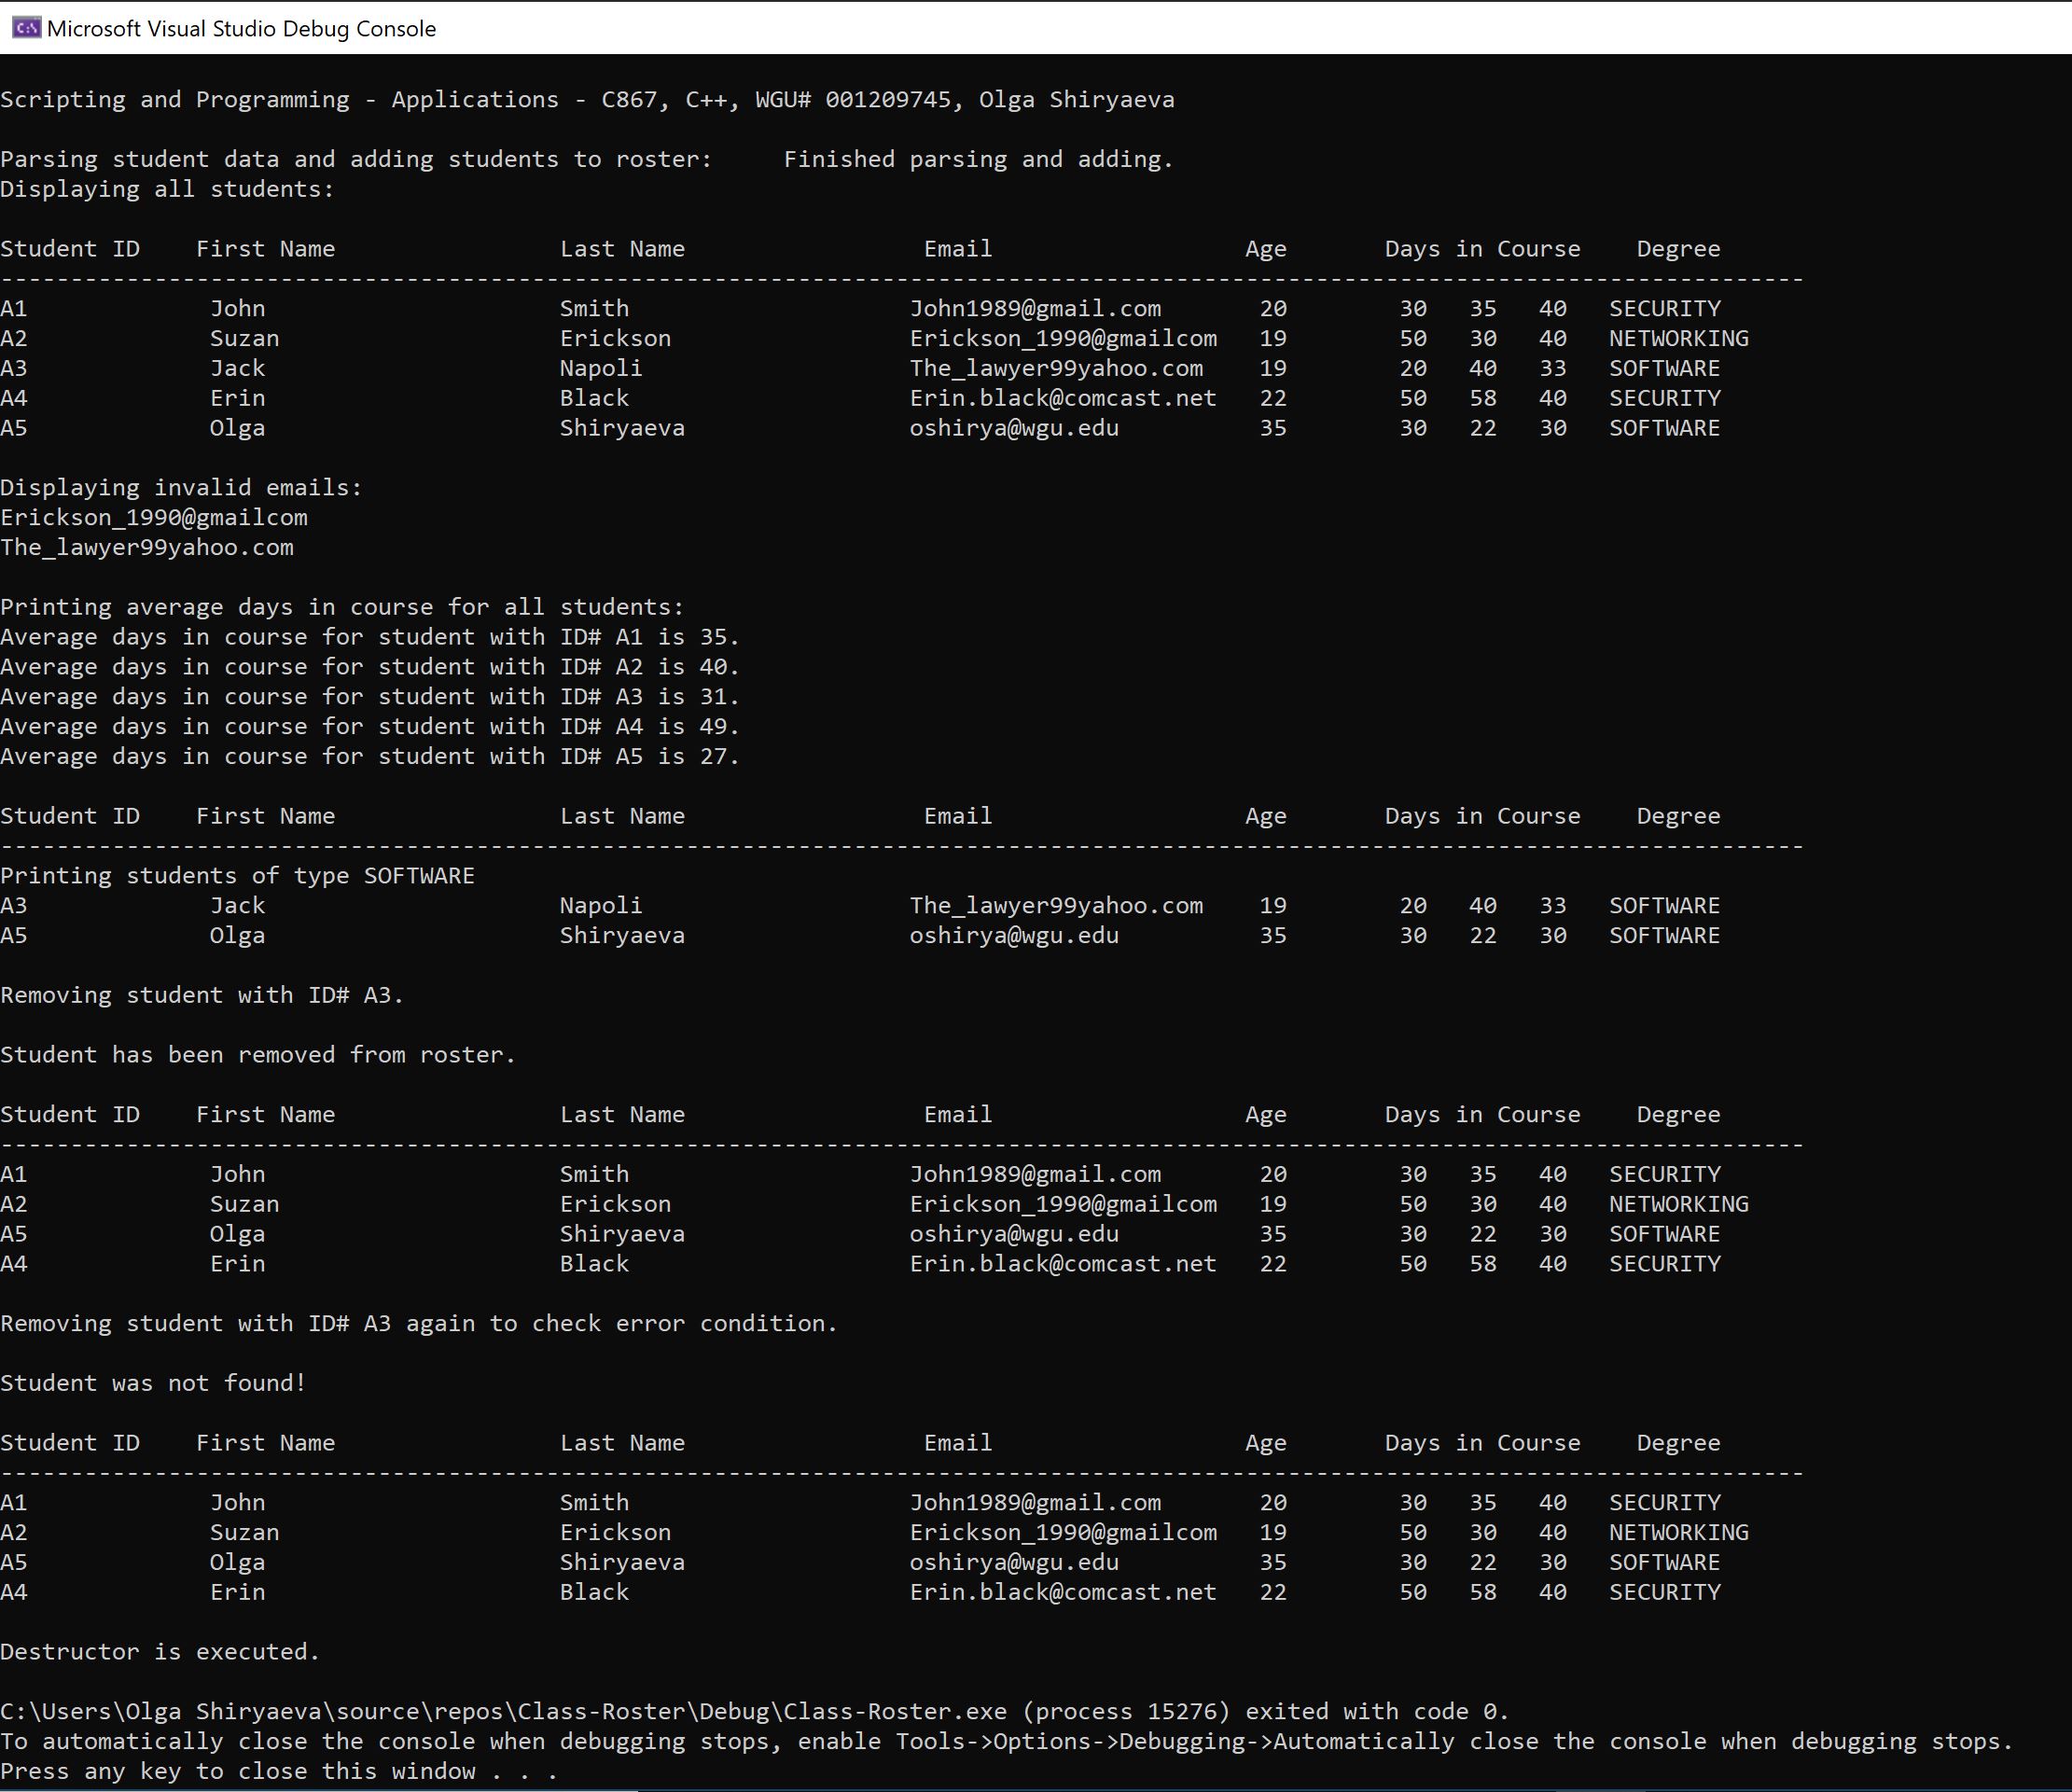 Microsoft Visual Studio Debug Console
Scripting and Programming - Applications - C867, C++, WGU# 001209745, Olga Shiryaeva
Parsing student data and adding students to roster:     Finished parsing and adding.
Displaying all students:
Student ID    First Name                Last Name                 Email                  Age       Days in Course    Degree
---------------------------------------------------------------------------------------------------------------------------------
A1             John                     Smith                    John1989@gmail.com       20        30   35   40   SECURITY
A2             Suzan                    Erickson                 Erickson_1990@gmailcom   19        50   30   40   NETWORKING
A3             Jack                     Napoli                   The_lawyer99yahoo.com    19        20   40   33   SOFTWARE
A4             Erin                     Black                    Erin.black@comcast.net   22        50   58   40   SECURITY
A5             Olga                     Shiryaeva                oshirya@wgu.edu          35        30   22   30   SOFTWARE
Displaying invalid emails:
Erickson_1990@gmailcom
The_lawyer99yahoo.com
Printing average days in course for all students:
Average days in course for student with ID# A1 is 35.
Average days in course for student with ID# A2 is 40.
Average days in course for student with ID# A3 is 31.
Average days in course for student with ID# A4 is 49.
Average days in course for student with ID# A5 is 27.
Student ID    First Name                Last Name                 Email                  Age       Days in Course    Degree
---------------------------------------------------------------------------------------------------------------------------------
Printing students of type SOFTWARE
A3             Jack                     Napoli                   The_lawyer99yahoo.com    19        20   40   33   SOFTWARE
A5             Olga                     Shiryaeva                oshirya@wgu.edu          35        30   22   30   SOFTWARE
Removing student with ID# A3.
Student has been removed from roster.
Student ID    First Name                Last Name                 Email                  Age       Days in Course    Degree
---------------------------------------------------------------------------------------------------------------------------------
A1             John                     Smith                    John1989@gmail.com       20        30   35   40   SECURITY
A2             Suzan                    Erickson                 Erickson_1990@gmailcom   19        50   30   40   NETWORKING
A5             Olga                     Shiryaeva                oshirya@wgu.edu          35        30   22   30   SOFTWARE
A4             Erin                     Black                    Erin.black@comcast.net   22        50   58   40   SECURITY
Removing student with ID# A3 again to check error condition.
Student was not found!
Student ID    First Name                Last Name                 Email                  Age       Days in Course    Degree
---------------------------------------------------------------------------------------------------------------------------------
A1             John                     Smith                    John1989@gmail.com       20        30   35   40   SECURITY
A2             Suzan                    Erickson                 Erickson_1990@gmailcom   19        50   30   40   NETWORKING
A5             Olga                     Shiryaeva                oshirya@wgu.edu          35        30   22   30   SOFTWARE
A4             Erin                     Black                    Erin.black@comcast.net   22        50   58   40   SECURITY
Destructor is executed.
C:\Users\Olga Shiryaeva\source\repos\Class-Roster\Debug\Class-Roster.exe (process 15276) exited with code 0.
To automatically close the console when debugging stops, enable Tools->Options->Debugging->Automatically close the console when debugging stops.
Press any key to close this window . . .